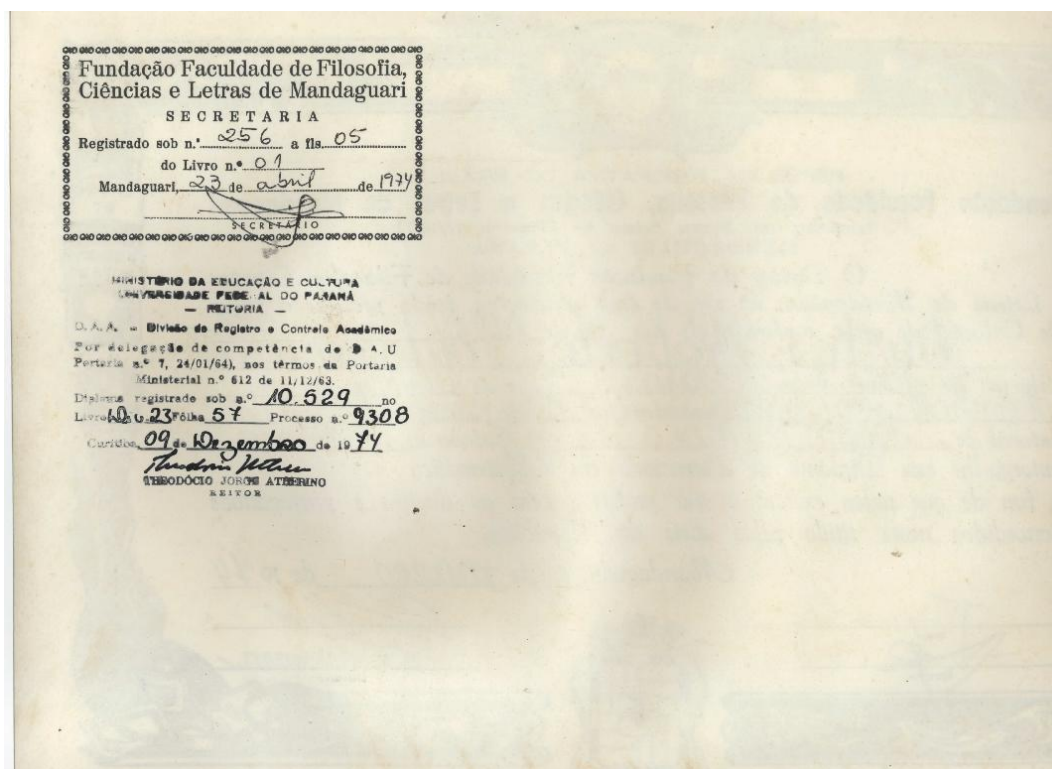 Fundação Faculdade de Filosofia,
Ciências e Letras de Mandaguari
SECRETARIA
Registrado sob n.º 256 a fls. 05
do Livro n.º 01
Mandaguari, 23 de abril de 1974
SECRETÁRIO
MINISTÉRIO DA EDUCAÇÃO E CULTURA
UNIVERSIDADE FEDERAL DO PARANÁ
— REITORIA —
D.A.A. - Divisão de Registro e Controle Acadêmico
Por delegação de competência do D A. U
Portaria n.º 7, 24/01/64), nos têrmos da Portaria
Ministerial n.º 612 de 11/12/63.
Diploma registrado sob n.º 10.529 no
Livro 23 Fôlha 57 Processo n.º 9308
Curitiba, 09 de Dezembro de 1974
THEODÓCIO JORGE ATHERINO
REITOR